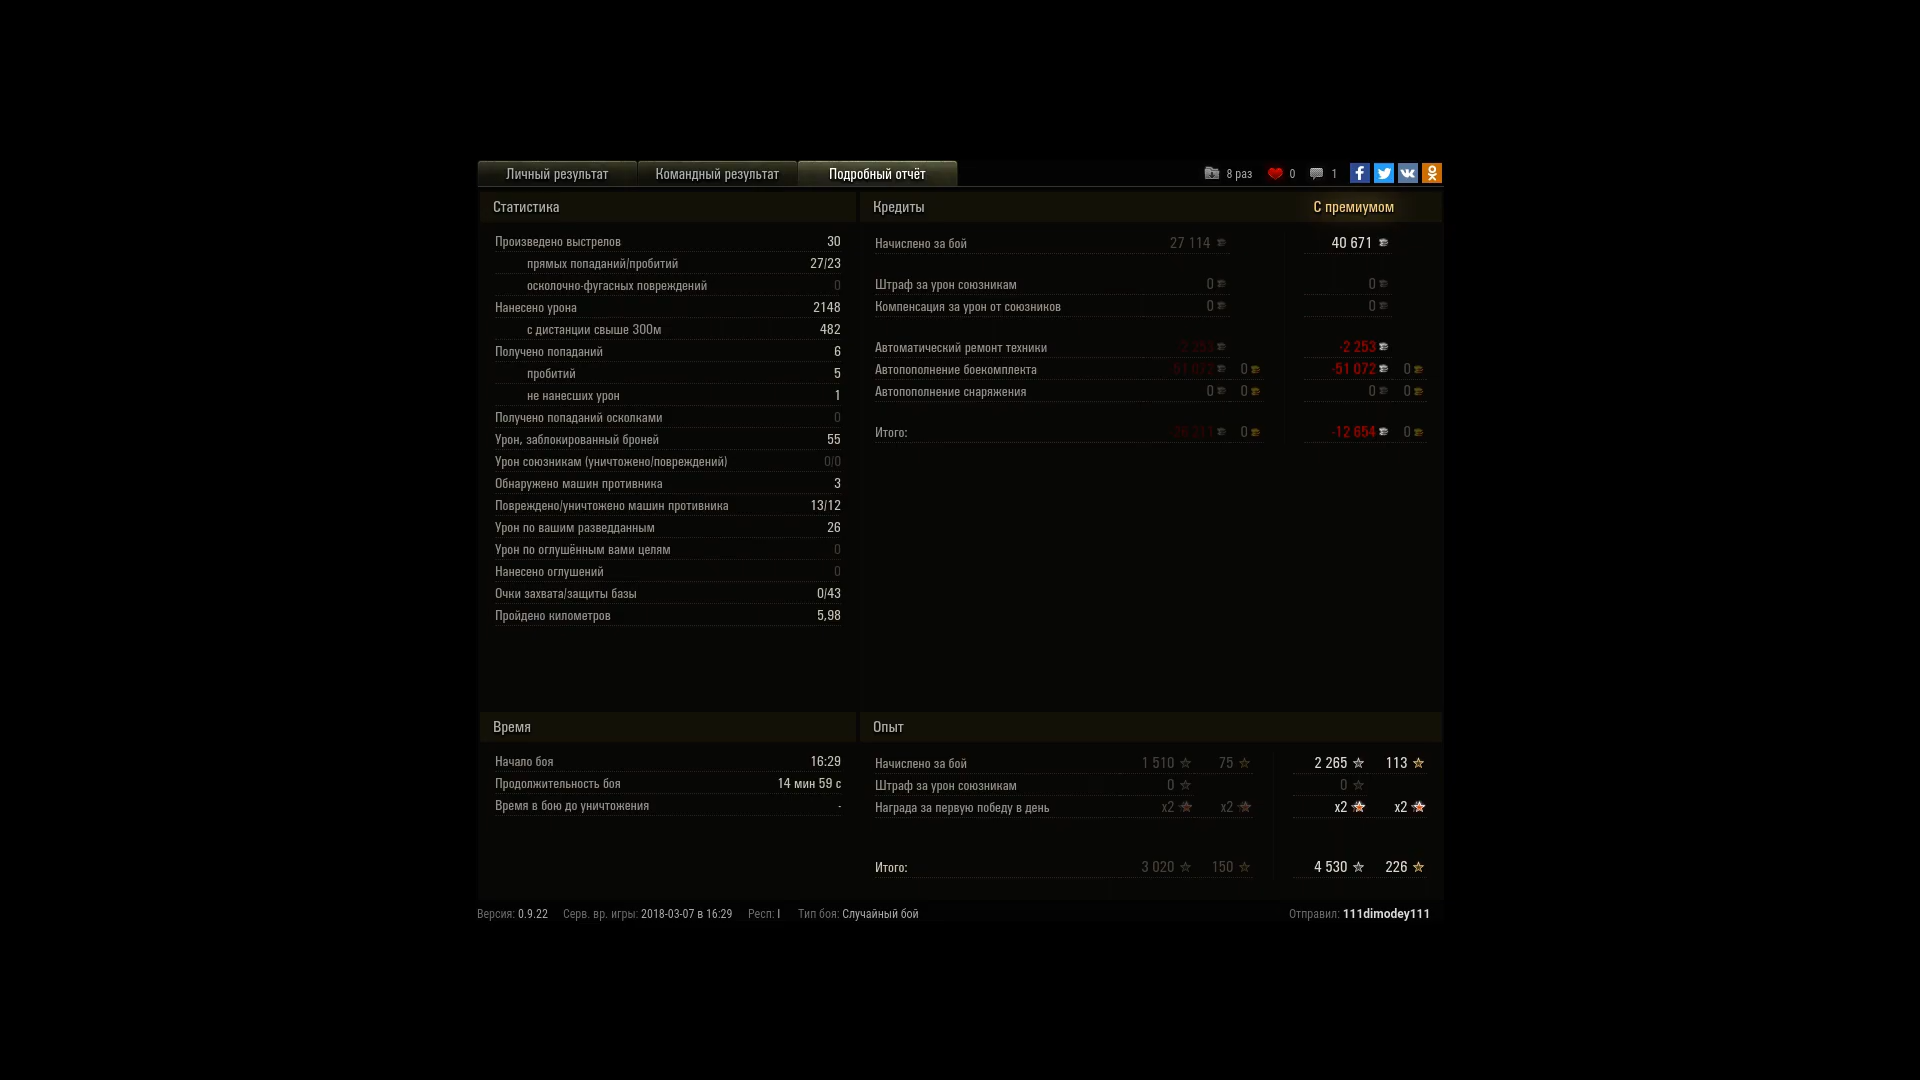 Личный результат Командный результат Подробный отчёт 8 раз 0 1
Статистика
Произведено выстрелов 30
прямых попаданий/пробитий 27/23
осколочно-фугасных повреждений 0
Нанесено урона 2148
с дистанции свыше 300м 482
Получено попаданий 6
пробитий 5
не нанесших урон 1
Получено попаданий осколками 0
Урон, заблокированный броней 55
Урон союзникам (уничтожено/повреждений) 0/0
Обнаружено машин противника 3
Повреждено/уничтожено машин противника 13/12
Урон по вашим разведданным 26
Урон по оглушённым вами целям 0
Нанесено оглушений 0
Очки захвата/защиты базы 0/43
Пройдено километров 5,98
Кредиты С премиумом
Начислено за бой 27 114 40 671
Штраф за урон союзникам 0 0
Компенсация за урон от союзников 0 0
Автоматический ремонт техники -2 253 -2 253
Автопополнение боекомплекта -51 072 0 -51 072 0
Автопополнение снаряжения 0 0 0 0
Итого: 0 -12 654 0
Время
Начало боя 16:29
Продолжительность боя 14 мин 59 с
Время в бою до уничтожения -
Опыт
Начислено за бой 1 510 75 2 265 113
Штраф за урон союзникам 0 0
Награда за первую победу в день x2 x2 x2 x2
Итого: 3 020 150 4 530 226
Версия: 0.9.22 Серв. вр. игры: 2018-03-07 в 16:29 Респ: I Тип боя: Случайный бой Отправил: 111dimodey111